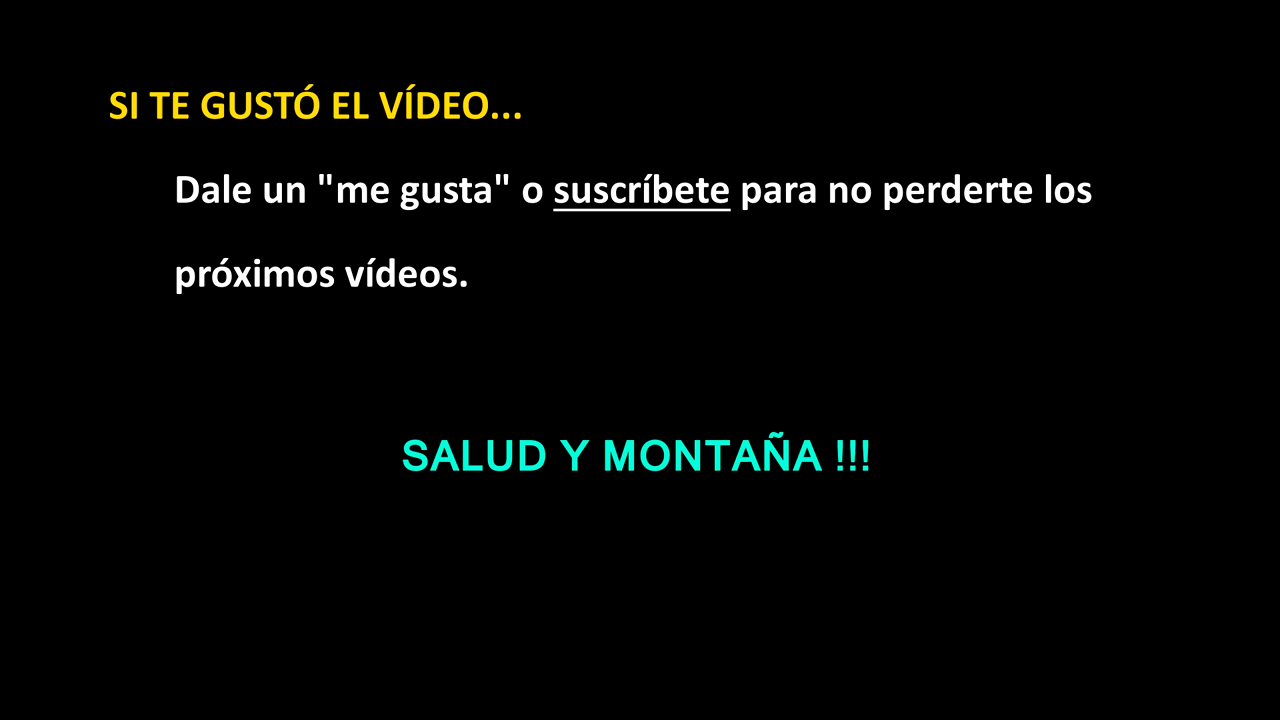 SI TE GUSTÓ EL VÍDEO...
Dale un "me gusta" o suscríbete para no perderte los
próximos vídeos.
SALUD Y MONTAÑA !!!